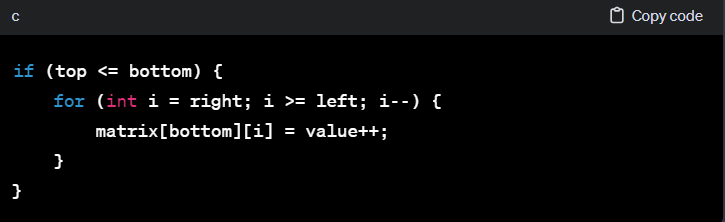 c Copy code
if (top <= bottom) {
    for (int i = right; i >= left; i--) {
        matrix[bottom][i] = value++;
    }
}